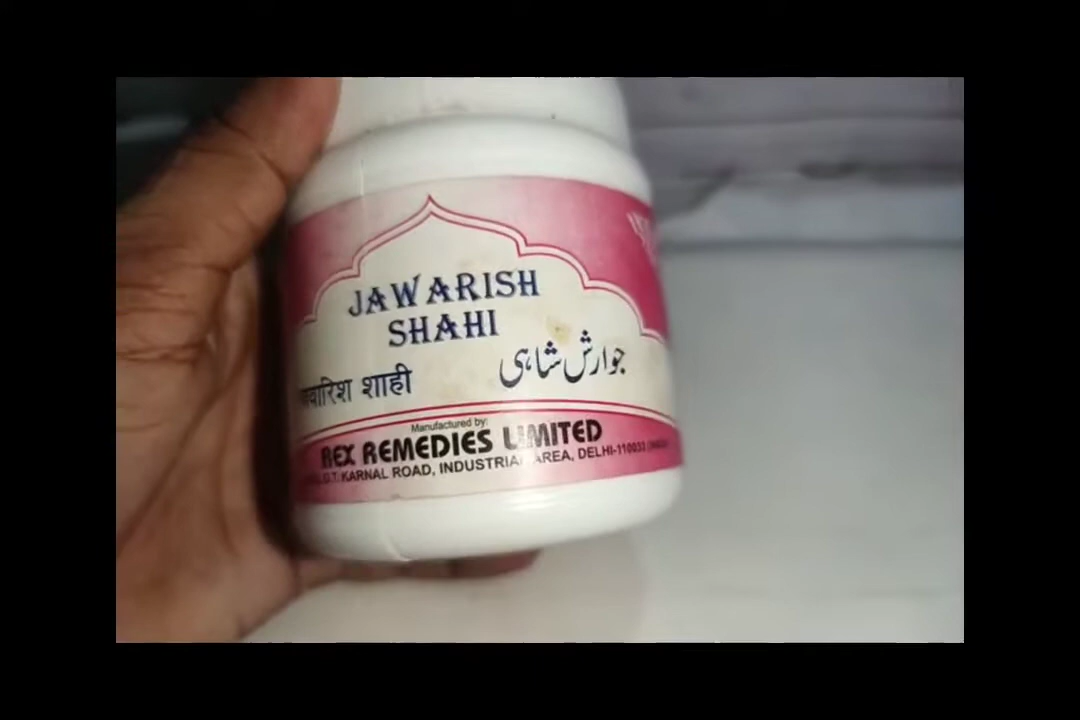 JAWARISH
SHAHI
جوارش شاہی
जवारिश शाही
Manufactured by:
REX REMEDIES LIMITED
G.T. KARNAL ROAD, INDUSTRIAL AREA, DELHI-110033